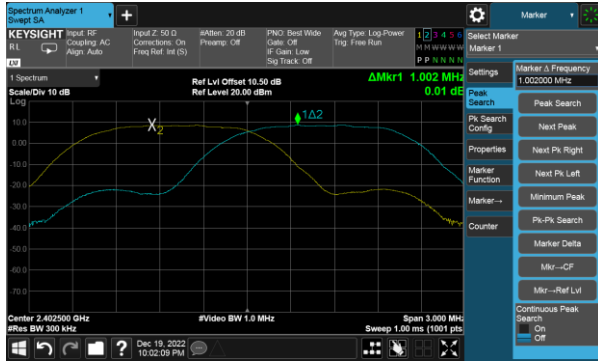 Spectrum Analyzer 1
Swept SA
+
Marker
KEYSIGHT
RL
LV
Input: RF
Coupling: AC
Align: Auto
Input Z: 50 Ω
Corrections: On
Freq Ref: Int (S)
#Atten: 20 dB
Preamp: Off
PNO: Best Wide
Gate: Off
IF Gain: Low
Sig Track: Off
Avg Type: Log-Power
Trig: Free Run
1 2 3 4 5 6
M M W W W W
P P N N N N
Select Marker
Marker 1
1 Spectrum
Scale/Div 10 dB
Log
Ref Lvl Offset 10.50 dB
Ref Level 20.00 dBm
ΔMkr1 1.002 MHz
0.01 dB
10.0
0.00
-10.0
-20.0
-30.0
-40.0
-50.0
-60.0
-70.0
X2
1Δ2
Center 2.402500 GHz
#Res BW 300 kHz
#Video BW 1.0 MHz
Span 3.000 MHz
Sweep 1.00 ms (1001 pts
Settings
Peak
Search
Pk Search
Config
Properties
Marker
Function
Marker→
Counter
Marker Δ Frequency
1.002000 MHz
Peak Search
Next Peak
Next Pk Right
Next Pk Left
Minimum Peak
Pk-Pk Search
Marker Delta
Mkr→CF
Mkr→Ref Lvl
Continuous Peak
Search
On
Off
?
Dec 19, 2022
10:02:09 PM